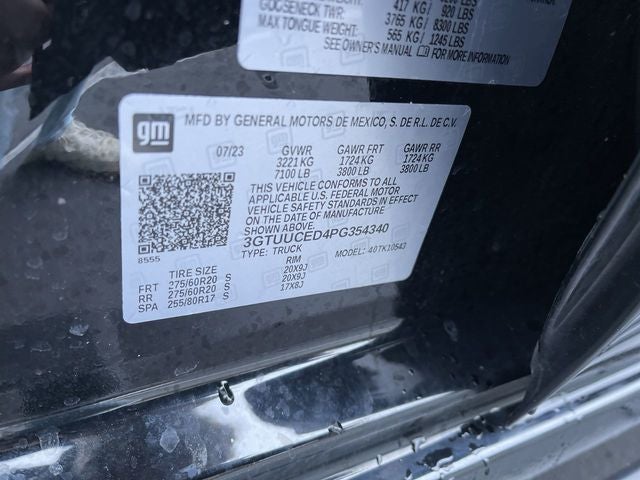 GOOSENECK TWR: 417 KG / 920 LBS
3765 KG / 8300 LBS
MAX TONGUE WEIGHT: 565 KG / 1245 LBS
SEE OWNER'S MANUAL FOR MORE INFORMATION
gm
MFD BY GENERAL MOTORS DE MEXICO, S. DE R.L. DE C.V.
07/23 GVWR GAWR FRT GAWR RR
3221 KG 1724 KG 1724 KG
7100 LB 3800 LB 3800 LB
THIS VEHICLE CONFORMS TO ALL
APPLICABLE U.S. FEDERAL MOTOR
VEHICLE SAFETY STANDARDS IN EFFECT
ON THE DATE OF MANUFACTURE
SHOWN ABOVE.
3GTUUCED4PG354340
TYPE: TRUCK MODEL: 40TK10543
8555
TIRE SIZE RIM
FRT 275/60R20 S 20X9J
RR 275/60R20 S 20X9J
SPA 255/80R17 S 17X8J